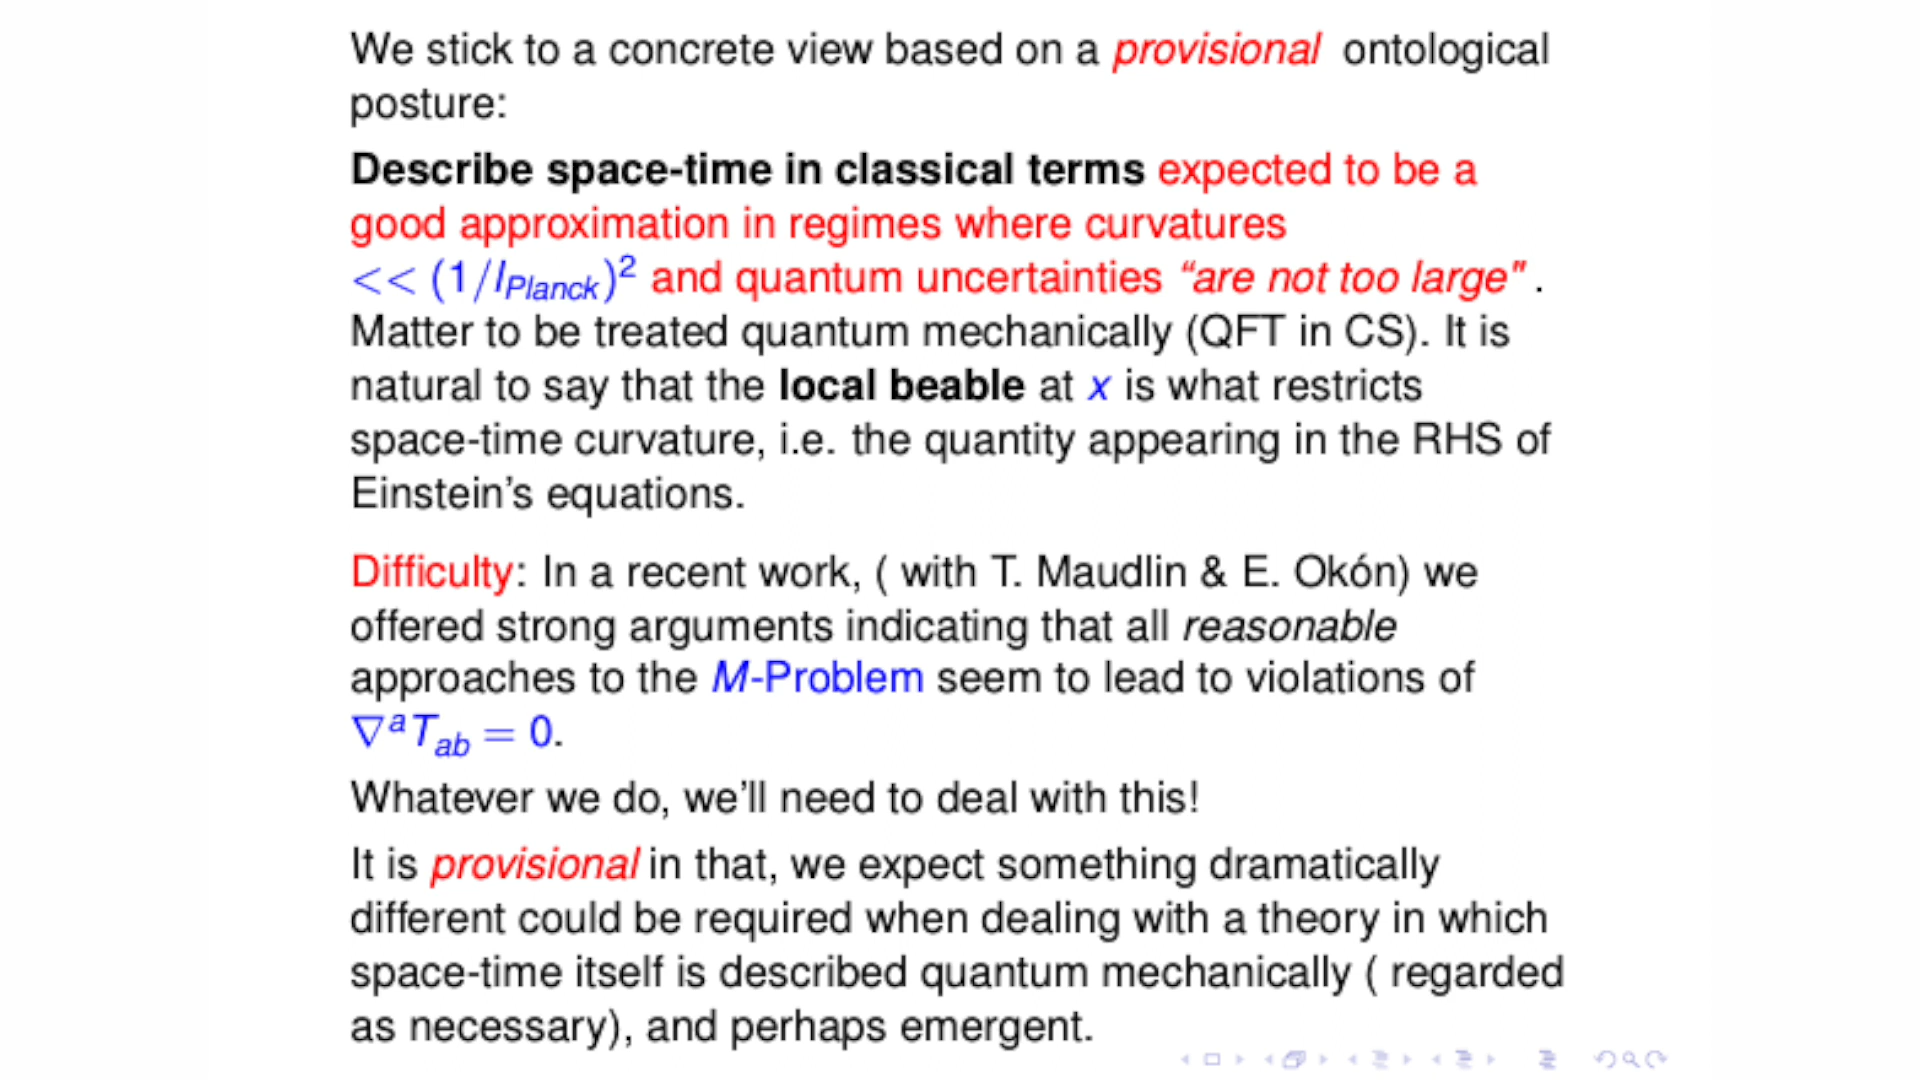 We stick to a concrete view based on a provisional ontological
posture:
Describe space-time in classical terms expected to be a
good approximation in regimes where curvatures
<< (1/l_Planck)² and quantum uncertainties “are not too large" .
Matter to be treated quantum mechanically (QFT in CS). It is
natural to say that the local beable at x is what restricts
space-time curvature, i.e. the quantity appearing in the RHS of
Einstein’s equations.
Difficulty: In a recent work, ( with T. Maudlin & E. Okón) we
offered strong arguments indicating that all reasonable
approaches to the M-Problem seem to lead to violations of
∇ᵃT_ab = 0.
Whatever we do, we’ll need to deal with this!
It is provisional in that, we expect something dramatically
different could be required when dealing with a theory in which
space-time itself is described quantum mechanically ( regarded
as necessary), and perhaps emergent.